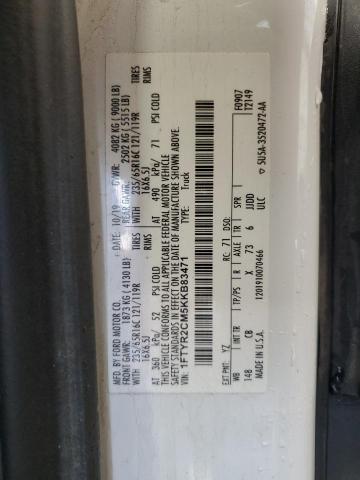 MFD. BY FORD MOTOR CO. DATE: 10/19 GVWR: 4082 KG ( 9000 LB)
FRONT GAWR: 1873 KG ( 4130 LB) REAR GAWR: 2502 KG ( 5515 LB)
WITH 235/65R16C 121/119R TIRES WITH 235/65R16C 121/119R TIRES
16X6.5J RIMS 16X6.5J RIMS
AT 360 kPa/ 52 PSI COLD AT 490 kPa/ 71 PSI COLD
THIS VEHICLE CONFORMS TO ALL APPLICABLE FEDERAL MOTOR VEHICLE SAFETY
STANDARDS IN EFFECT ON THE DATE OF MANUFACTURE SHOWN ABOVE.
VIN: 1FTYR2CM5KKB83471
TYPE: Truck
F0907
T2149
EXT PNT: YZ RC: 71 DSO:
WB INT TR TP/PS R AXLE TR SPR
148 CB X 73 6 JJDD
ULC
MADE IN U.S.A. 120191007O466
5U5A-3520472-AA